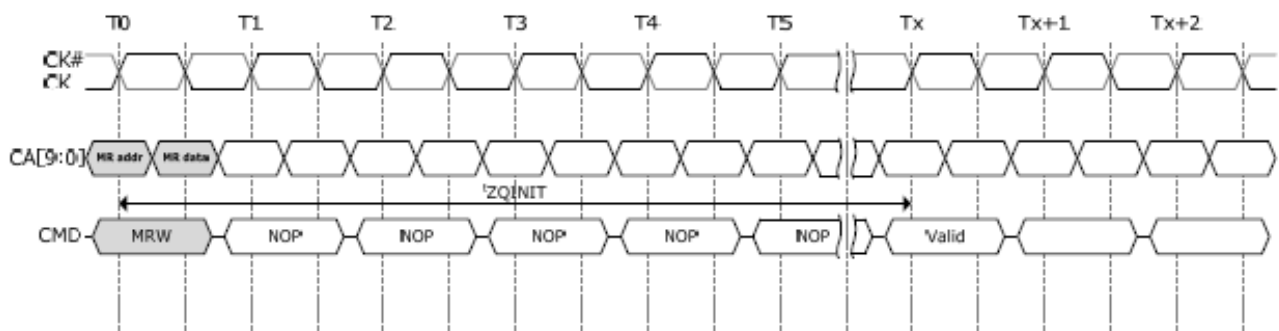 T0 T1 T2 T3 T4 T5 Tx Tx+1 Tx+2
CK#
CK
CA[9:0] MR addr MR data
tZQINIT
CMD MRW NOP NOP NOP NOP NOP Valid